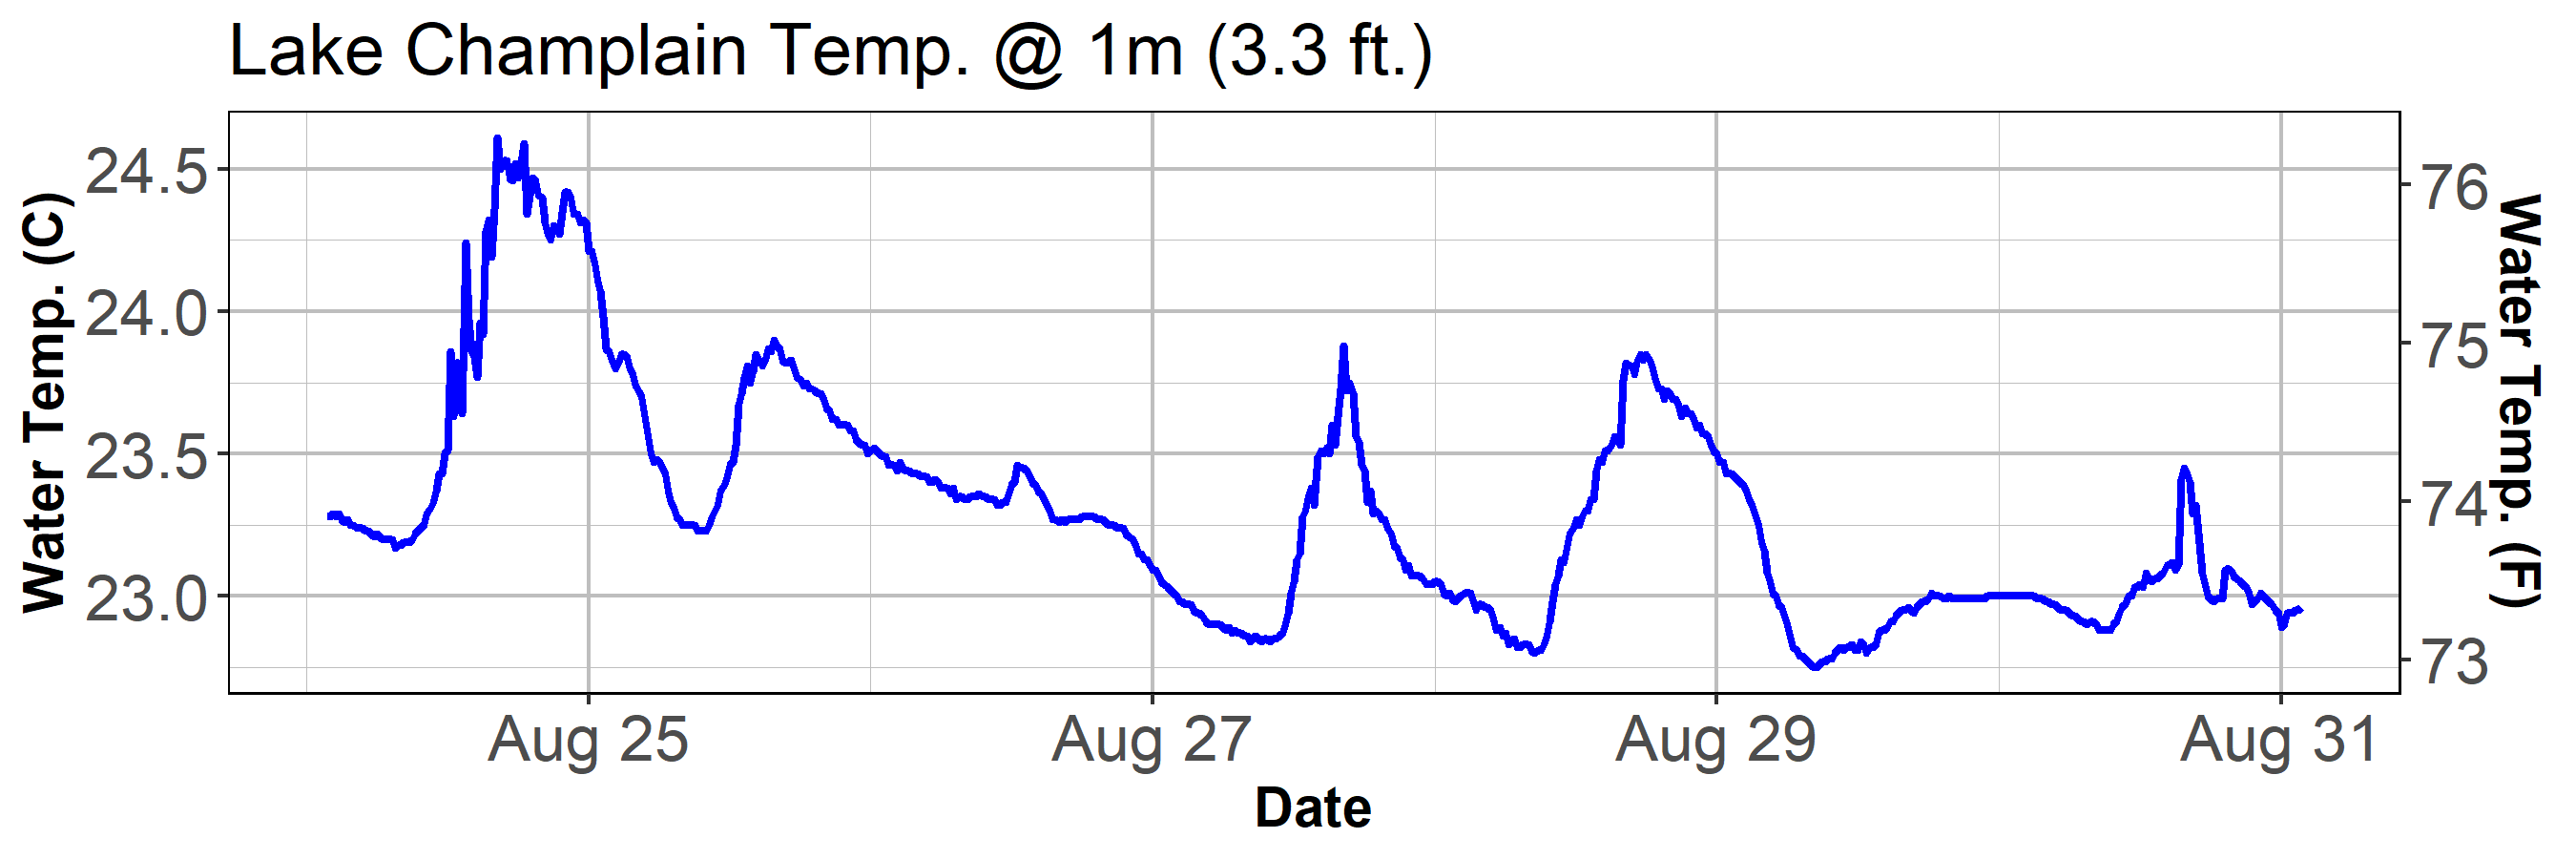 Lake Champlain Temp. @ 1m (3.3 ft.)
Water Temp. (C)
24.5
24.0
23.5
23.0
76
75
74
73
Water Temp. (F)
Aug 25 Aug 27 Aug 29 Aug 31
Date